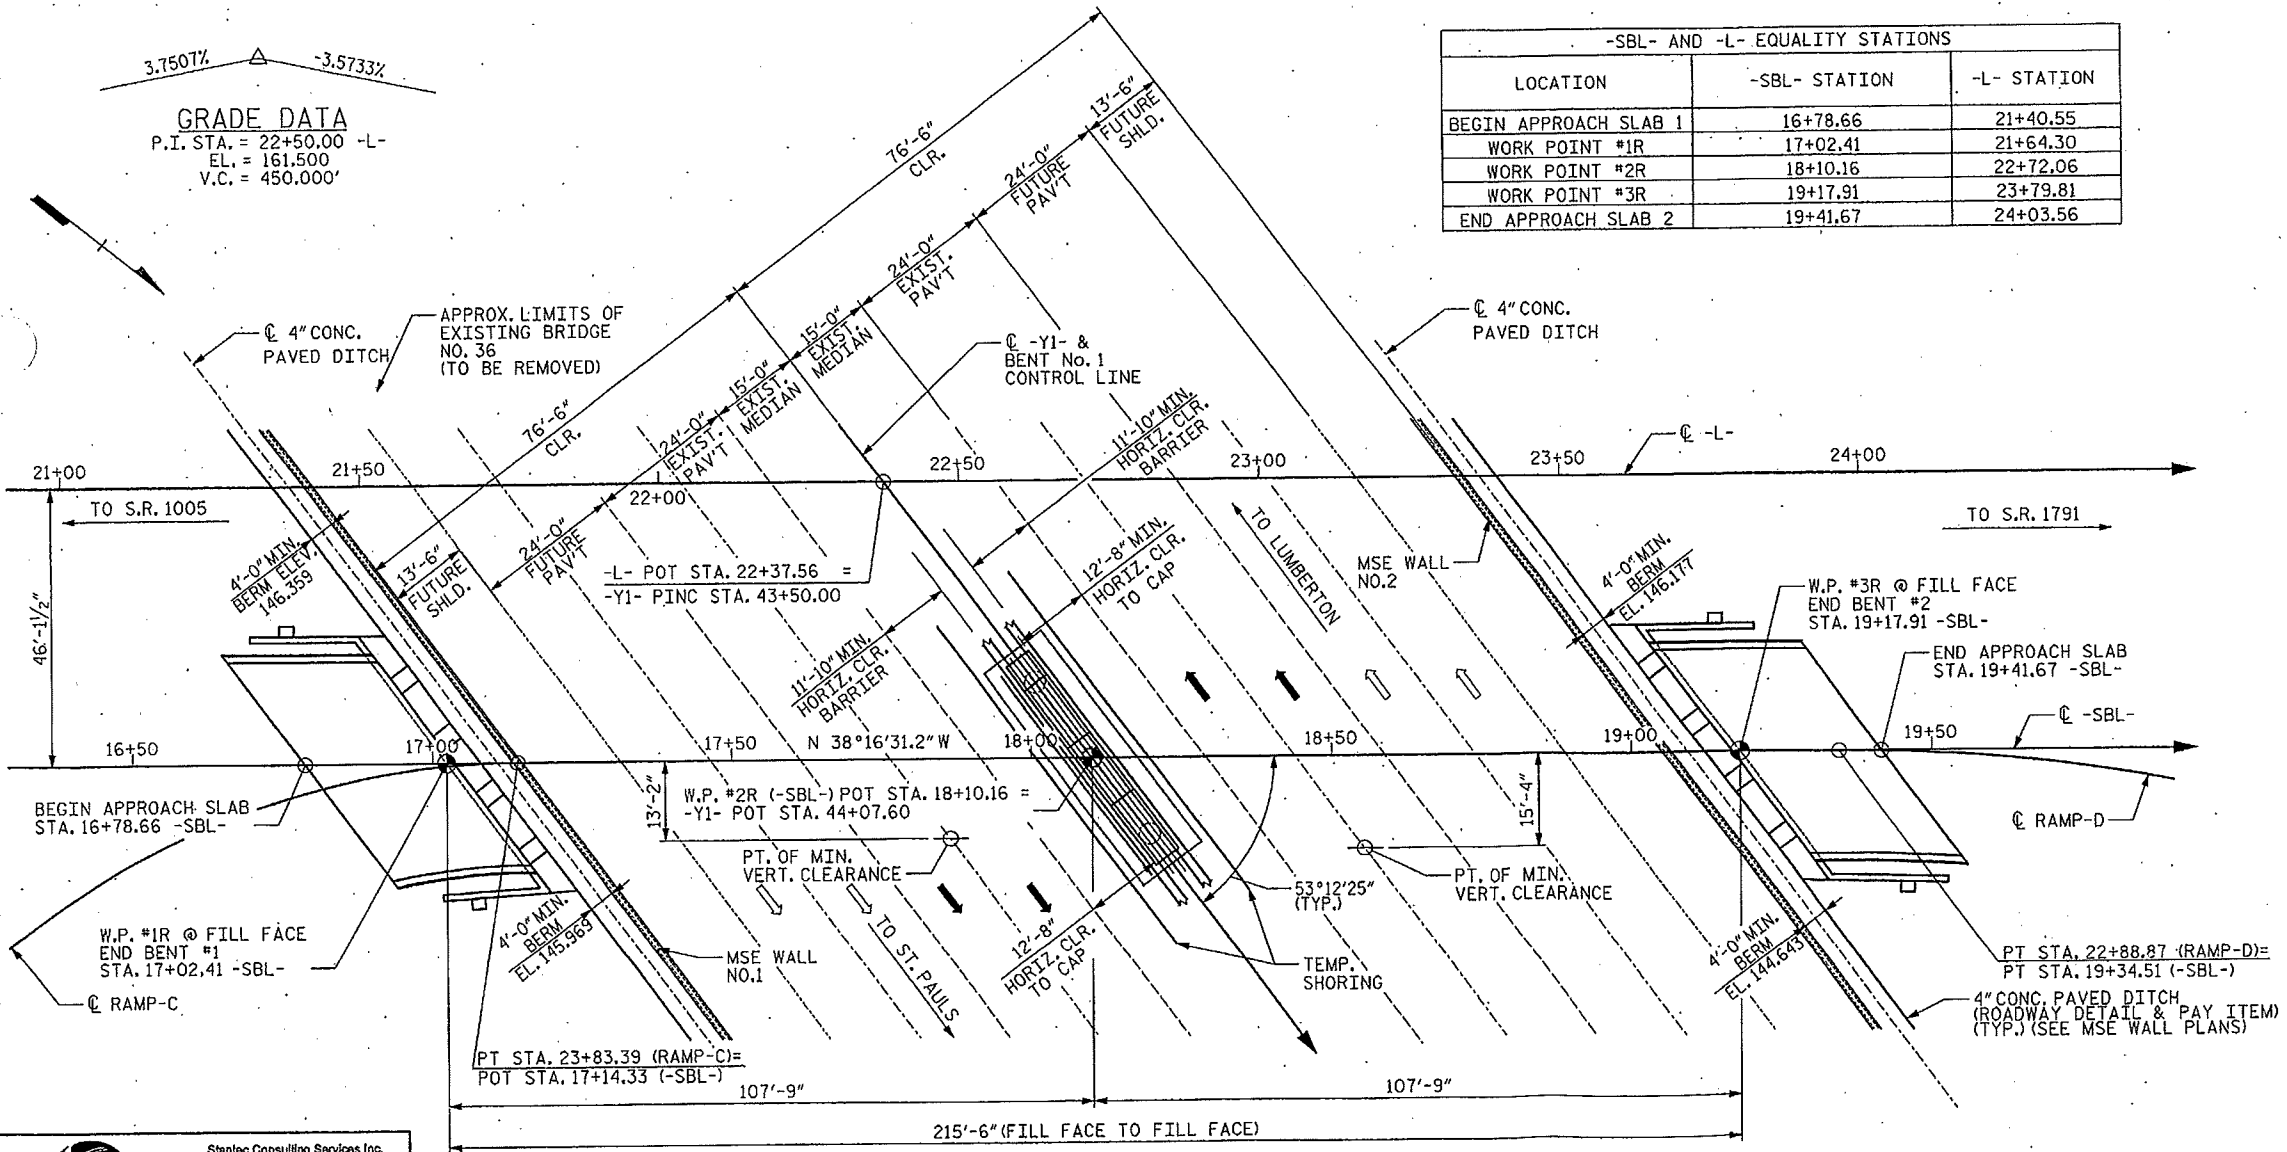 3.7507% -3.5733%
GRADE DATA
P.I. STA. = 22+50.00 -L-
EL. = 161.500
V.C. = 450.000'
-SBL- AND -L- EQUALITY STATIONS
LOCATION -SBL- STATION -L- STATION
BEGIN APPROACH SLAB 1 16+78.66 21+40.55
WORK POINT #1R 17+02.41 21+64.30
WORK POINT #2R 18+10.16 22+72.06
WORK POINT #3R 19+17.91 23+79.81
END APPROACH SLAB 2 19+41.67 24+03.56
76'-6"
CLR.
13'-6"
FUTURE
SHLD.
24'-0"
FUTURE
PAV'T
24'-0"
EXIST.
PAV'T
15'-0"
EXIST.
MEDIAN
15'-0"
EXIST.
MEDIAN
24'-0"
EXIST.
PAV'T
24'-0"
FUTURE
PAV'T
13'-6"
FUTURE
SHLD.
76'-6"
CLR.
℄ 4" CONC.
PAVED DITCH
APPROX. LIMITS OF
EXISTING BRIDGE
NO. 36
(TO BE REMOVED)
℄ -Y1- &
BENT No. 1
CONTROL LINE
℄ 4" CONC.
PAVED DITCH
11'-10" MIN.
HORIZ. CLR.
BARRIER
℄ -L-
21+00 21+50 22+00 22+50 23+00 23+50 24+00
TO S.R. 1005
TO S.R. 1791
46'-1½"
4'-0" MIN.
BERM ELEV.
146.359
-L- POT STA. 22+37.56 =
-Y1- PINC STA. 43+50.00
12'-8" MIN.
HORIZ. CLR.
TO CAP
TO LUMBERTON
MSE WALL
NO.2
4'-0" MIN.
BERM
EL. 146.177
W.P. #3R @ FILL FACE
END BENT #2
STA. 19+17.91 -SBL-
END APPROACH SLAB
STA. 19+41.67 -SBL-
11'-10" MIN.
HORIZ. CLR.
BARRIER
℄ -SBL-
16+50 17+00 17+50 N 38°16'31.2" W 18+00 18+50 19+00 19+50
BEGIN APPROACH SLAB
STA. 16+78.66 -SBL-
13'-2"
W.P. #2R (-SBL-) POT STA. 18+10.16 =
-Y1- POT STA. 44+07.60
15'-4"
℄ RAMP-D
PT. OF MIN.
VERT. CLEARANCE
PT. OF MIN.
VERT. CLEARANCE
53°12'25"
(TYP.)
W.P. #1R @ FILL FACE
END BENT #1
STA. 17+02.41 -SBL-
℄ RAMP-C
4'-0" MIN.
BERM
EL. 145.969
MSE WALL
NO.1
TO ST. PAULS
12'-8"
HORIZ. CLR.
TO CAP
TEMP.
SHORING
4'-0" MIN.
BERM
EL. 144.643
PT STA. 22+88.87 (RAMP-D)=
PT STA. 19+34.51 (-SBL-)
4" CONC. PAVED DITCH
(ROADWAY DETAIL & PAY ITEM)
(TYP.) (SEE MSE WALL PLANS)
PT STA. 23+83.39 (RAMP-C)=
POT STA. 17+14.33 (-SBL-)
107'-9" 107'-9"
215'-6" (FILL FACE TO FILL FACE)
Stantec Consulting Services Inc.